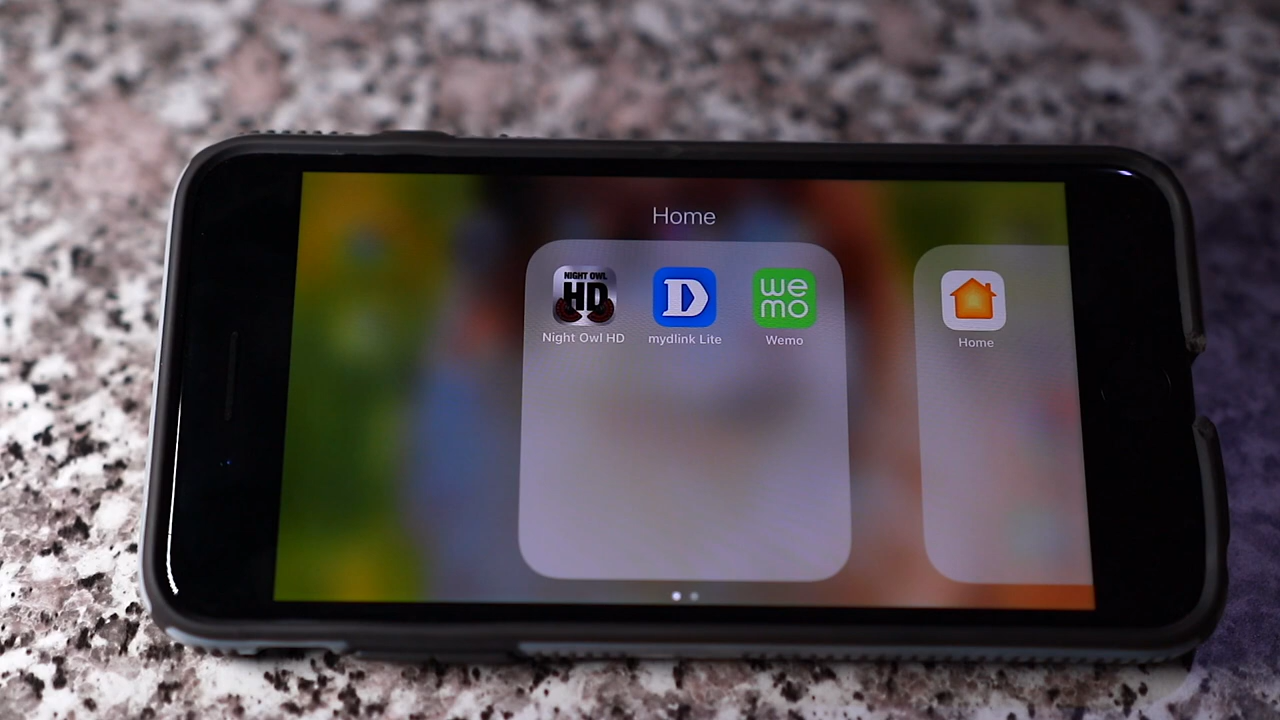 Home
NIGHT OWL
HD
Night Owl HD
D
mydlink Lite
we
mo
Wemo
Home